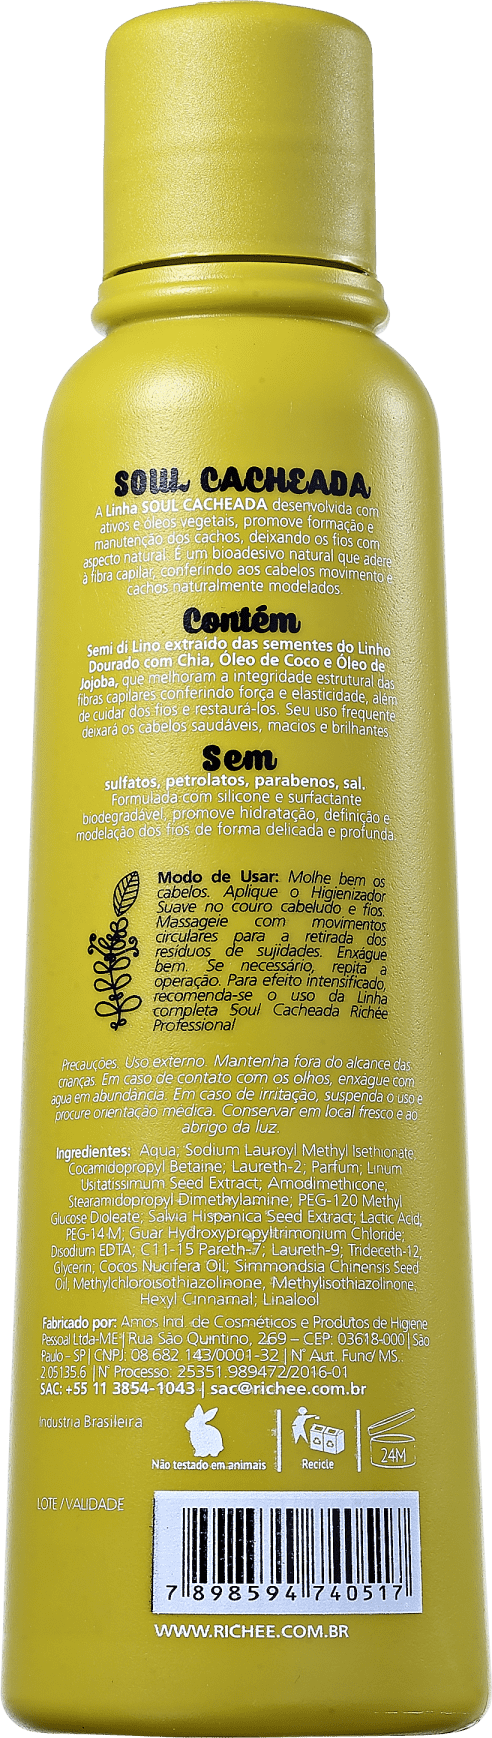 SOUL CACHEADA
A Linha SOUL CACHEADA desenvolvida com
ativos e óleos vegetais, promove formação e
manutenção dos cachos, deixando os fios com
aspecto natural. É um bioadesivo natural que adere
à fibra capilar, conferindo aos cabelos movimento e
cachos naturalmente modelados.
Contém
Semi di Lino extraído das sementes do Linho
Dourado com Chia, Óleo de Coco e Óleo de
Jojoba, que melhoram a integridade estrutural das
fibras capilares conferindo força e elasticidade, além
de cuidar dos fios e restaurá-los. Seu uso frequente
deixará os cabelos saudáveis, macios e brilhantes.
Sem
sulfatos, petrolatos, parabenos, sal.
Formulada com silicone e surfactante
biodegradável, promove hidratação, definição e
modelação dos fios de forma delicada e profunda.
Modo de Usar: Molhe bem os
cabelos. Aplique o Higienizador
Suave no couro cabeludo e fios.
Massageie com movimentos
circulares para a retirada dos
resíduos de sujidades. Enxágue
bem. Se necessário, repita a
operação. Para efeito intensificado,
recomenda-se o uso da Linha
completa Soul Cacheada Richée
Professional
Precauções. Uso externo. Mantenha fora do alcance das
crianças. Em caso de contato com os olhos, enxague com
água em abundância. Em caso de irritação, suspenda o uso e
procure orientação medica. Conservar em local fresco e ao
abrigo da luz.
Ingredientes: Aqua; Sodium Lauroyl Methyl Isethionate;
Cocamidopropyl Betaine; Laureth-2; Parfum; Linum
Usitatissimum Seed Extract; Amodimethicone;
Stearamidopropyl Dimethylamine; PEG-120 Methyl
Glucose Dioleate; Salvia Hispanica Seed Extract; Lactic Acid;
PEG-14 M; Guar Hydroxypropyltrimonium Chloride;
Disodium EDTA; C11-15 Pareth-7; Laureth-9; Trideceth-12,
Glycerin; Cocos Nucifera Oil; Simmondsia Chinensis Seed
Oil, Methylchloroisothiazolinone, Methylisothiazolinone;
Hexyl Cinnamal; Linalool
Fabricado por: Amos Ind. de Cosméticos e Produtos de Higiene
Pessoal Ltda-ME | Rua São Quintino, 269 – CEP: 03618-000 | São
Paulo - SP | CNPJ: 08.682.143/0001-32 | N° Aut. Func/ MS.:
2.05135.6 | N° Processo: 25351.989472/2016-01
SAC: +55 11 3854-1043 | sac@richee.com.br
Indústria Brasileira
Não testado em animais
Recicle
24M
LOTE / VALIDADE
7 898594 740517
WWW.RICHEE.COM.BR